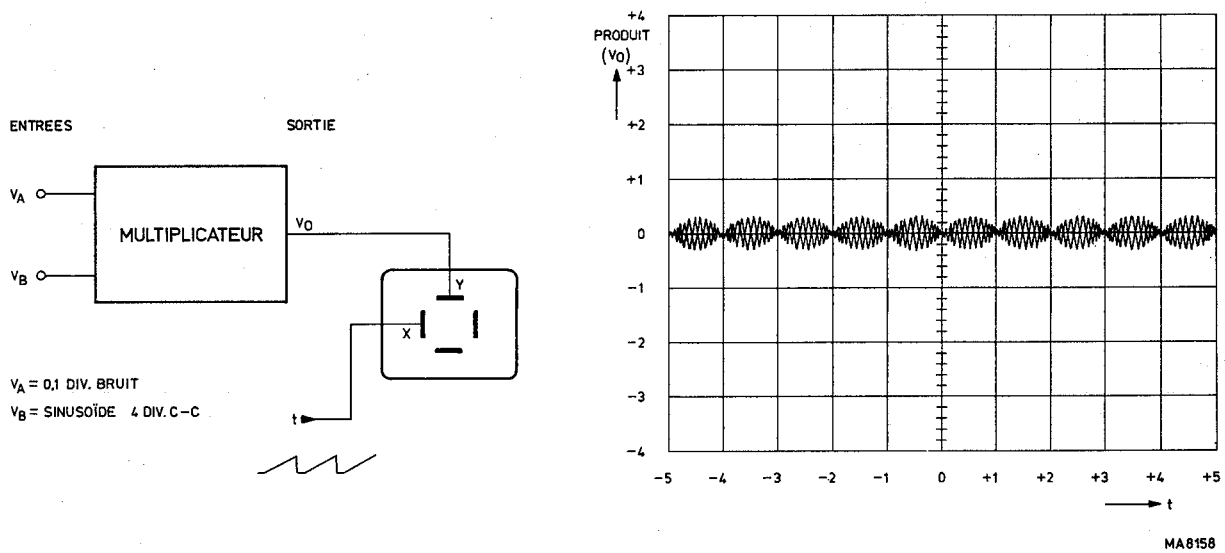 ENTREES
SORTIE
VA
VB
MULTIPLICATEUR
VO
Y
X
VA = 0,1 DIV. BRUIT
VB = SINUSOÏDE 4 DIV. C-C
t
PRODUIT
(VO)
+4
+3
+2
+1
0
-1
-2
-3
-4
-5 -4 -3 -2 -1 0 +1 +2 +3 +4 +5
t
MA8158